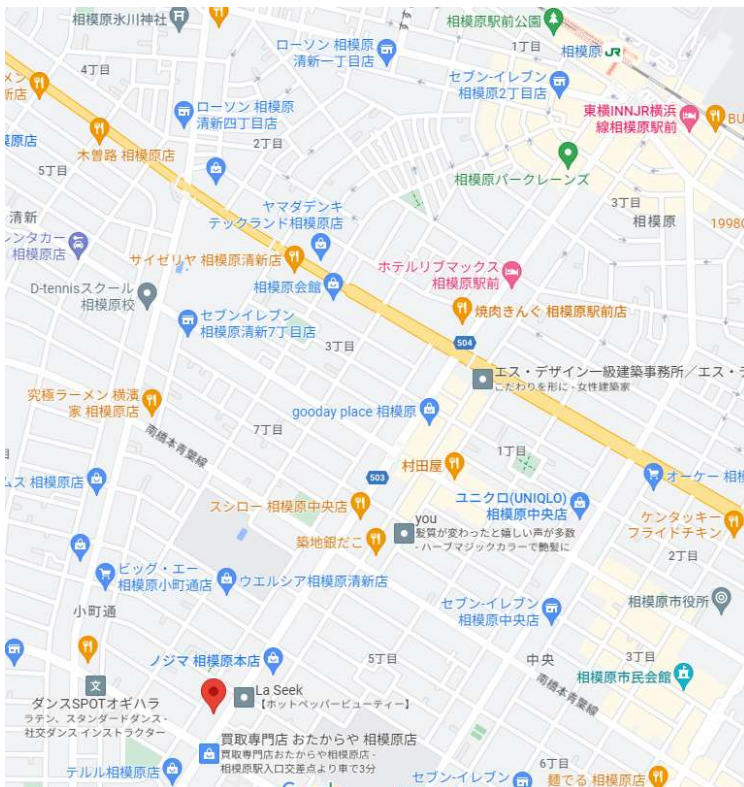 相模原氷川神社
相模原駅前公園
ローソン 相模原
清新一丁目店
1丁目
相模原
JR
4丁目
セブン-イレブン
相模原2丁目店
ローソン 相模原
清新四丁目店
東横INNJR横浜
線相模原駅前
BU
木曽路 相模原店
2丁目
5丁目
相模原パークレーンズ
3丁目
清新
ヤマダデンキ
テックランド相模原店
相模原
1980
ンタカー
相模原店
サイゼリヤ 相模原清新店
ホテルリブマックス
相模原駅前
D-tennisスクール
相模原校
相模原会館
セブンイレブン
相模原清新7丁目店
焼肉きんぐ 相模原駅前店
3丁目
504
エス・デザイン一級建築事務所／エス・デ
こだわりを形に - 女性建築家
究極ラーメン 横濱
家 相模原店
gooday place 相模原
7丁目
南橋本青葉線
1丁目
村田屋
503
ムス 相模原店
オーケー 相模
スシロー 相模原中央店
ユニクロ(UNIQLO)
相模原中央店
you
髪質が変わったと嬉しい声が多数
- ハーブマジックカラーで艶髪に
ケンタッキー
フライドチキン
築地銀だこ
2丁目
ビッグ・エー
相模原小町通店
ウエルシア相模原清新店
セブン-イレブン
相模原中央店
相模原市役所
小町通
ノジマ 相模原本店
5丁目
中央
3丁目
相模原市民会館
南橋本青葉線
La Seek
【ホットペッパービューティー】
ダンスSPOTオギハラ
ラテン、スタンダードダンス -
社交ダンス インストラクター
買取専門店 おたからや 相模原店
買取専門店おたからや相模原店 -
相模原駅入口交差点より車で3分
6丁目
テルル相模原店
セブン-イレブン
麺でる 相模原店